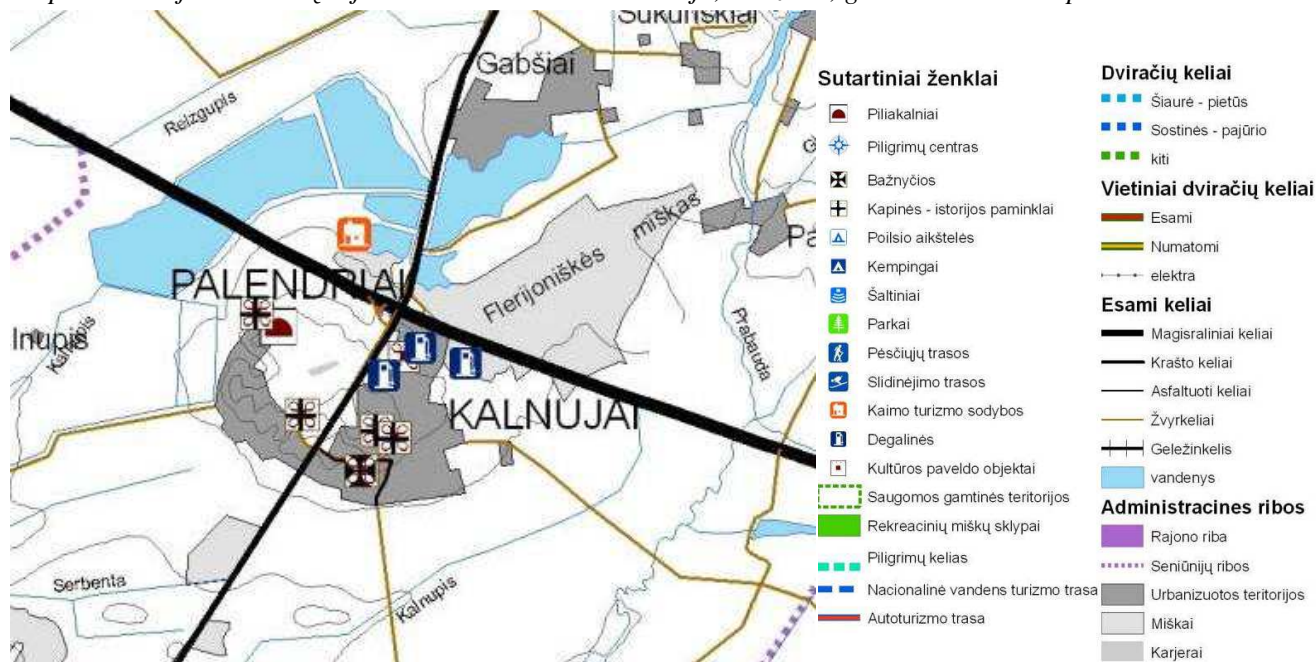 Sukuriškiai
Gabšiai
Reizgupis
miškas
Flerijoniškės
PALENDRIAI
Kalnupis
Prabauda
KALNUJAI
Serbenta
Kalnupis
Sutartiniai ženklai
Piliakalniai
Piligrimų centras
Bažnyčios
Kapinės - istorijos paminklai
Poilsio aikštelės
Kempingai
Šaltiniai
Parkai
Pėsčiųjų trasos
Slidinėjimo trasos
Kaimo turizmo sodybos
Degalinės
Kultūros paveldo objektai
Saugomos gamtinės teritorijos
Rekreacinių miškų sklypai
Piligrimų kelias
Nacionalinė vandens turizmo trasa
Autoturizmo trasa
Dviračių keliai
Šiaurė - pietūs
Sostinės - pajūrio
kiti
Vietiniai dviračių keliai
Esami
Numatomi
elektra
Esami keliai
Magisraliniai keliai
Krašto keliai
Asfaltuoti keliai
Žvyrkeliai
Geležinkelis
vandenys
Administracines ribos
Rajono riba
Seniūnijų ribos
Urbanizuotos teritorijos
Miškai
Karjerai